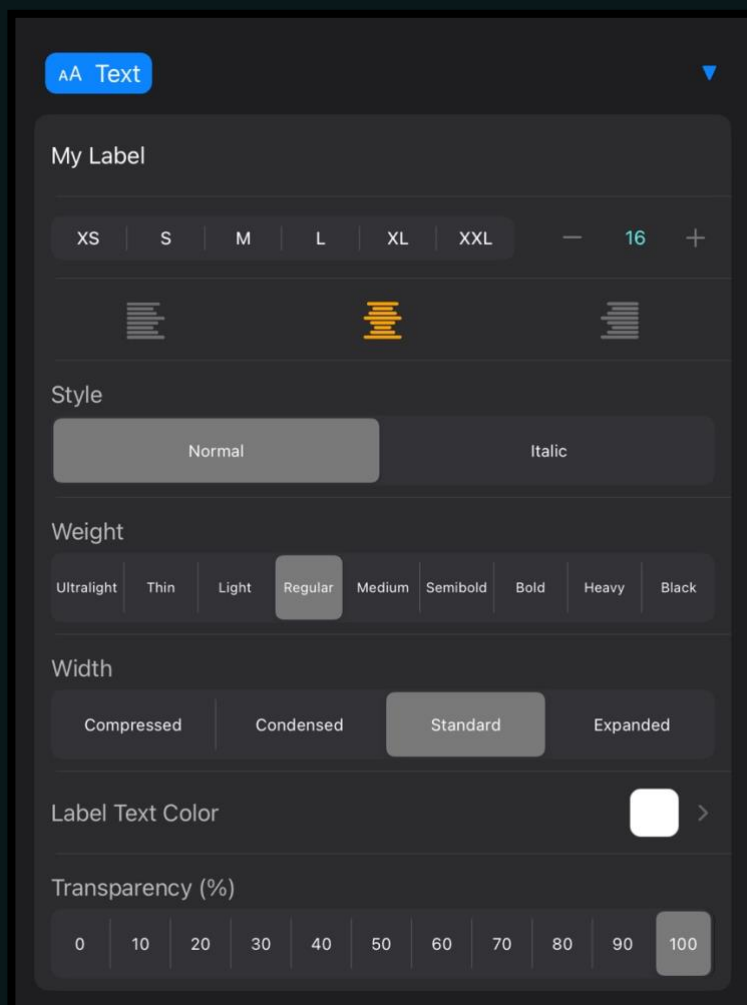 AA Text
My Label
XS S M L XL XXL − 16 +
Style
Normal Italic
Weight
Ultralight Thin Light Regular Medium Semibold Bold Heavy Black
Width
Compressed Condensed Standard Expanded
Label Text Color
Transparency (%)
0 10 20 30 40 50 60 70 80 90 100